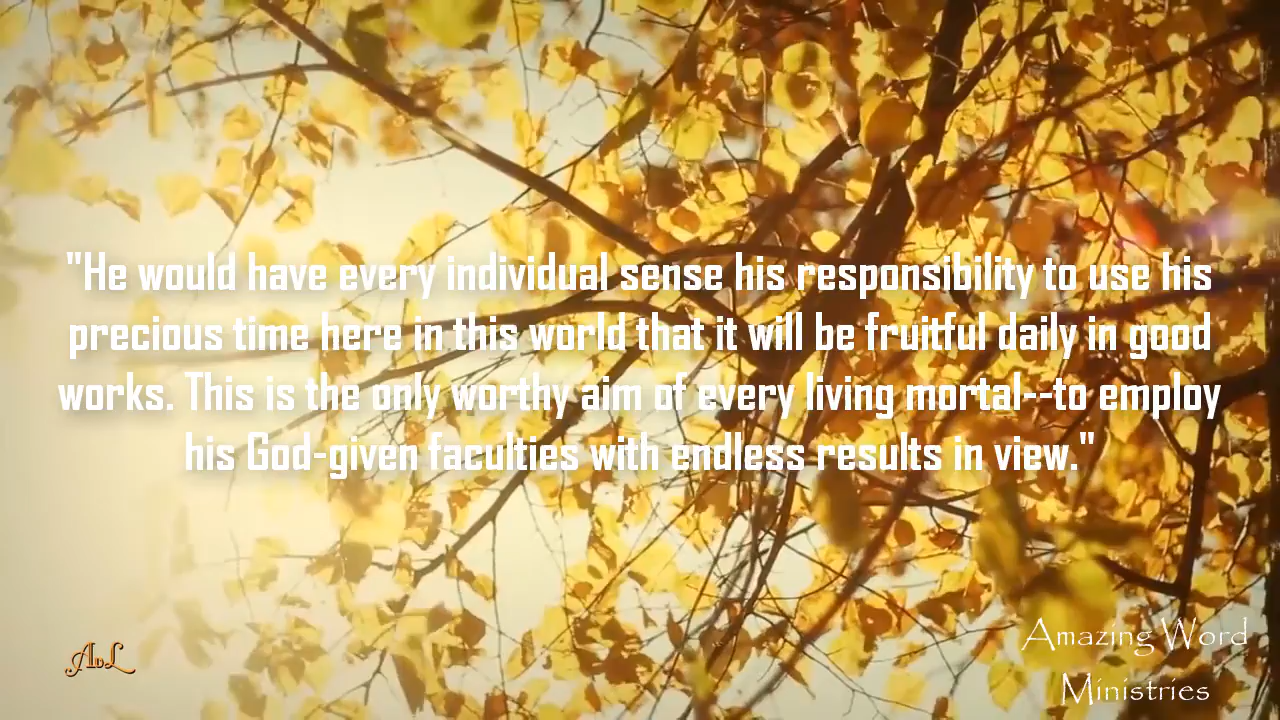 "He would have every individual sense his responsibility to use his
precious time here in this world that it will be fruitful daily in good
works. This is the only worthy aim of every living mortal--to employ
his God-given faculties with endless results in view."
AvL
Amazing Word
Ministries